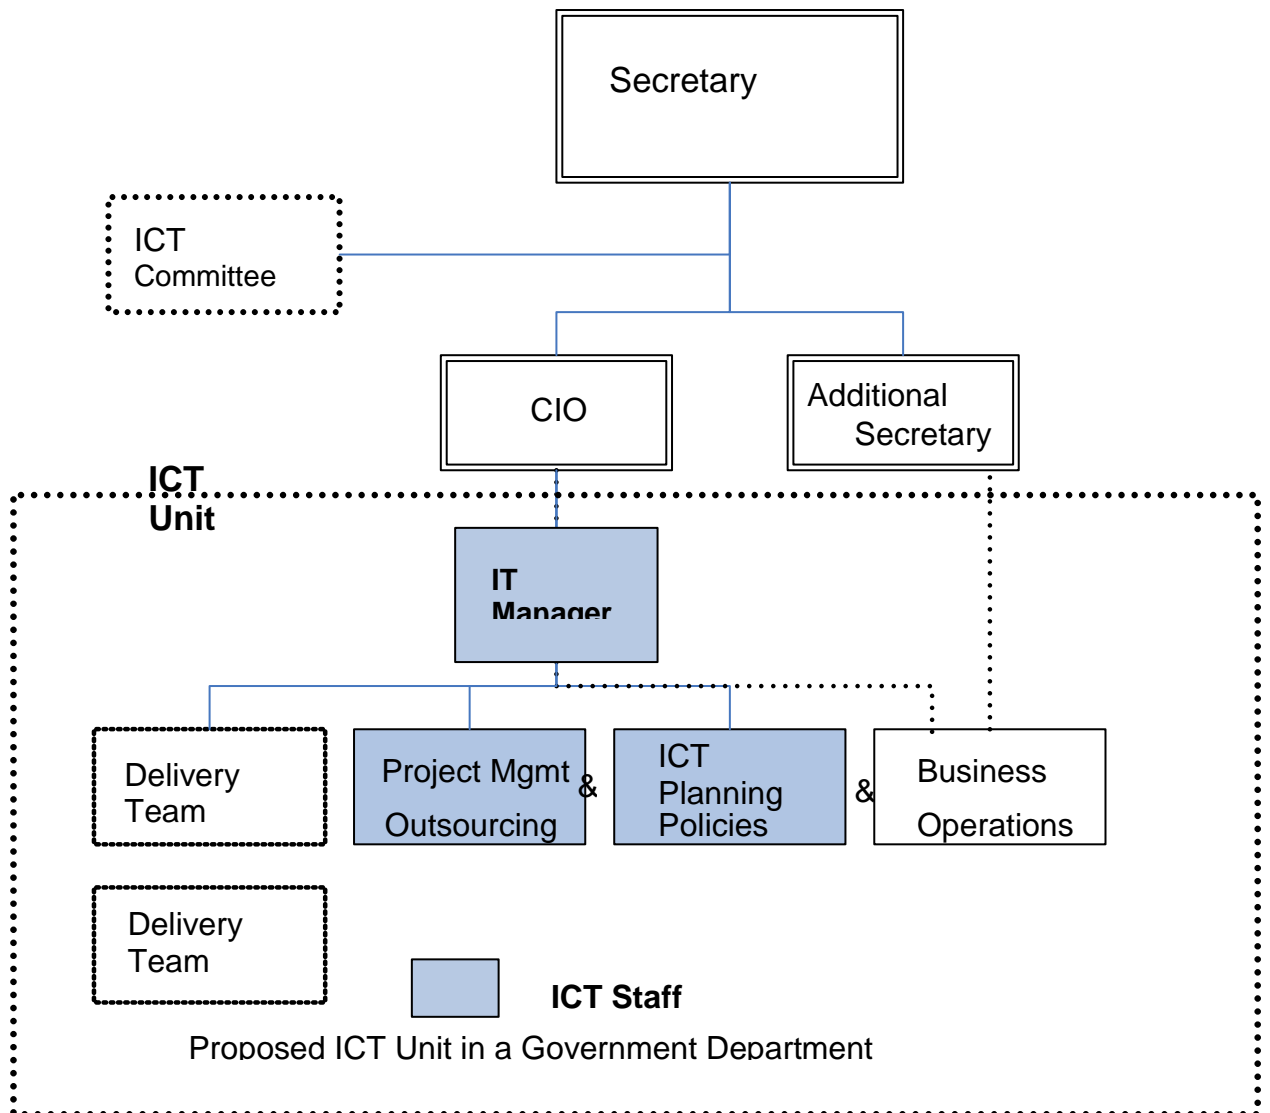 Secretary
ICT
Committee
CIO
Additional
Secretary
ICT
Unit
IT
Manager
Delivery
Team
Project Mgmt
&
Outsourcing
ICT
Planning
&
Policies
Business
Operations
Delivery
Team
ICT Staff
Proposed ICT Unit in a Government Department